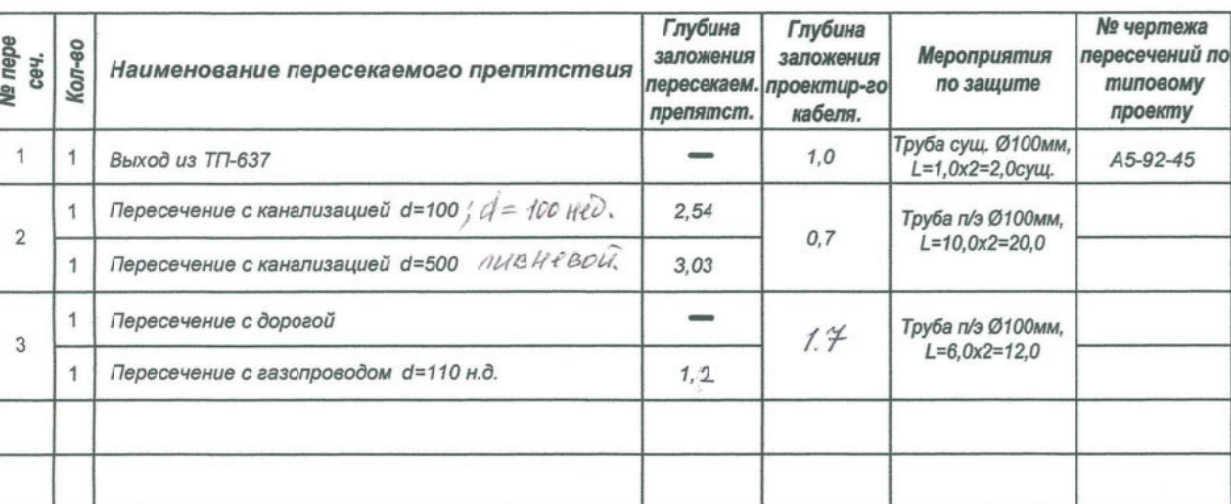 № пере сеч.
Кол-во
Наименование пересекаемого препятствия
Глубина заложения пересекаем. препятст.
Глубина заложения проектир-го кабеля.
Мероприятия по защите
№ чертежа пересечений по типовому проекту
1
1
Выход из ТП-637
–
1,0
Труба сущ. Ø100мм,
L=1,0х2=2,0сущ.
А5-92-45
2
1
Пересечение с канализацией d=100 ; d=100 нед.
2,54
0,7
Труба п/э Ø100мм,
L=10,0х2=20,0
1
Пересечение с канализацией d=500 ливневой.
3,03
3
1
Пересечение с дорогой
–
1.7
Труба п/э Ø100мм,
L=6,0х2=12,0
1
Пересечение с газопроводом d=110 н.д.
1,2